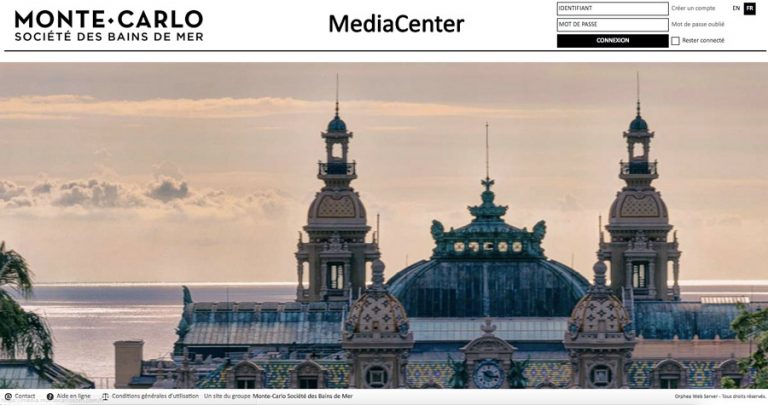 MONTE•CARLO
SOCIÉTÉ DES BAINS DE MER
MediaCenter
IDENTIFIANT
Créer un compte
EN FR
MOT DE PASSE
Mot de passe oublié
CONNEXION
Rester connecté
Contact
Aide en ligne
Conditions générales d'utilisation
Un site du groupe Monte-Carlo Société des Bains de Mer
Orphea Web Server - Tous droits réservés.